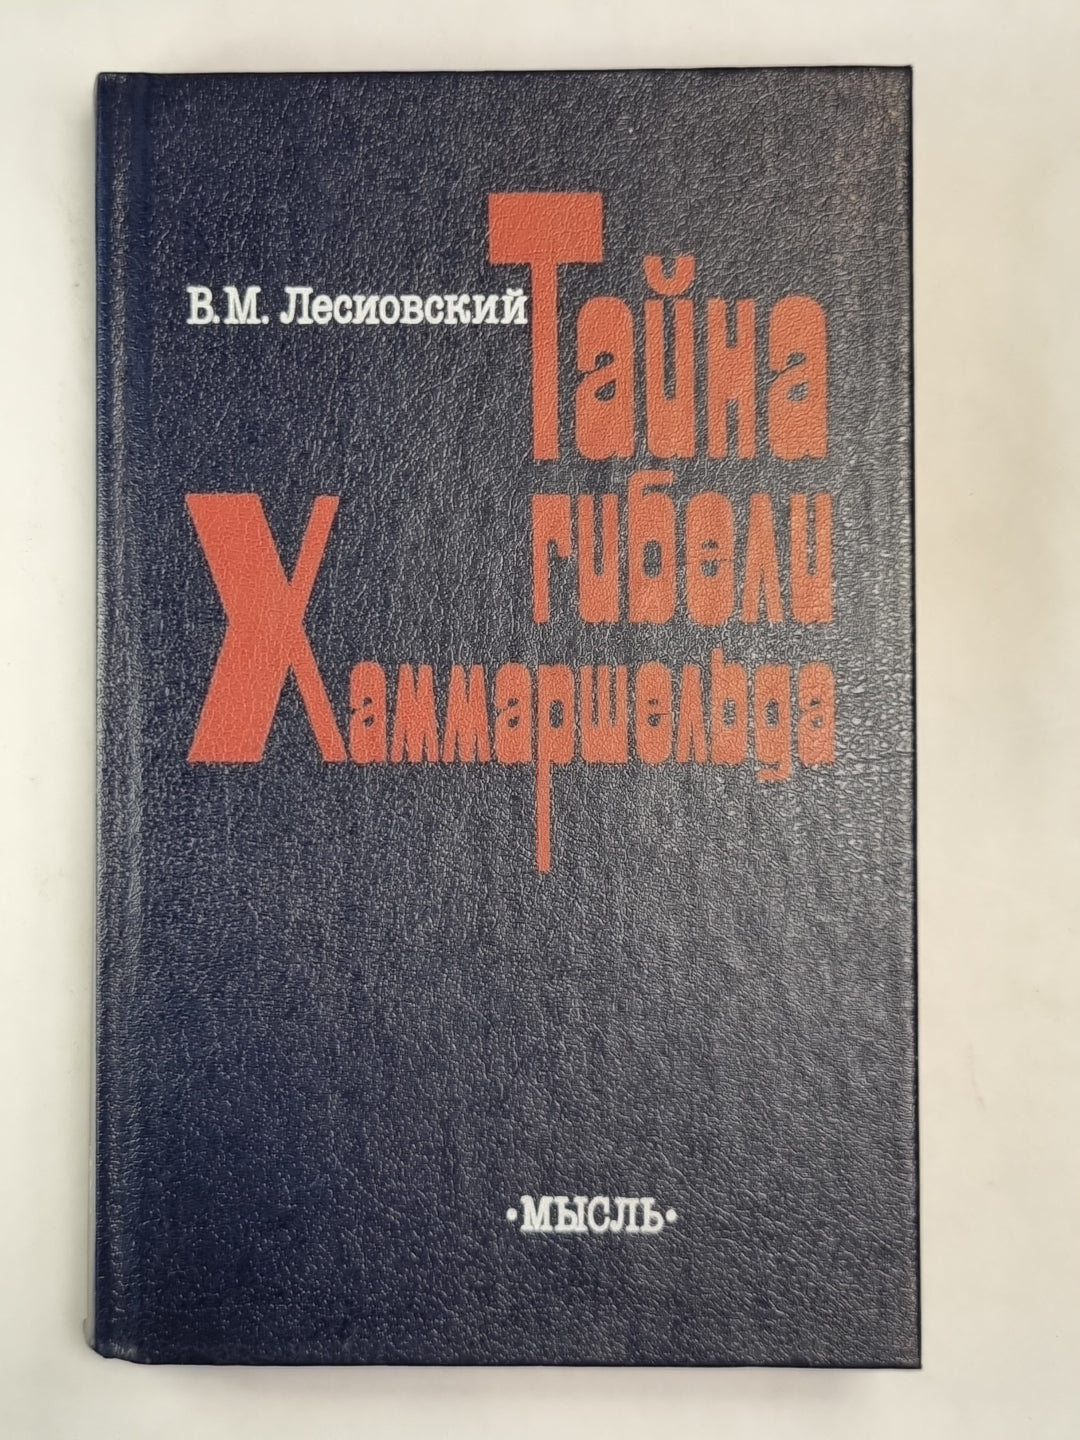 В.М. Лесиовский
Тайна
гибели
Хаммаршельда
•МЫСЛЬ•